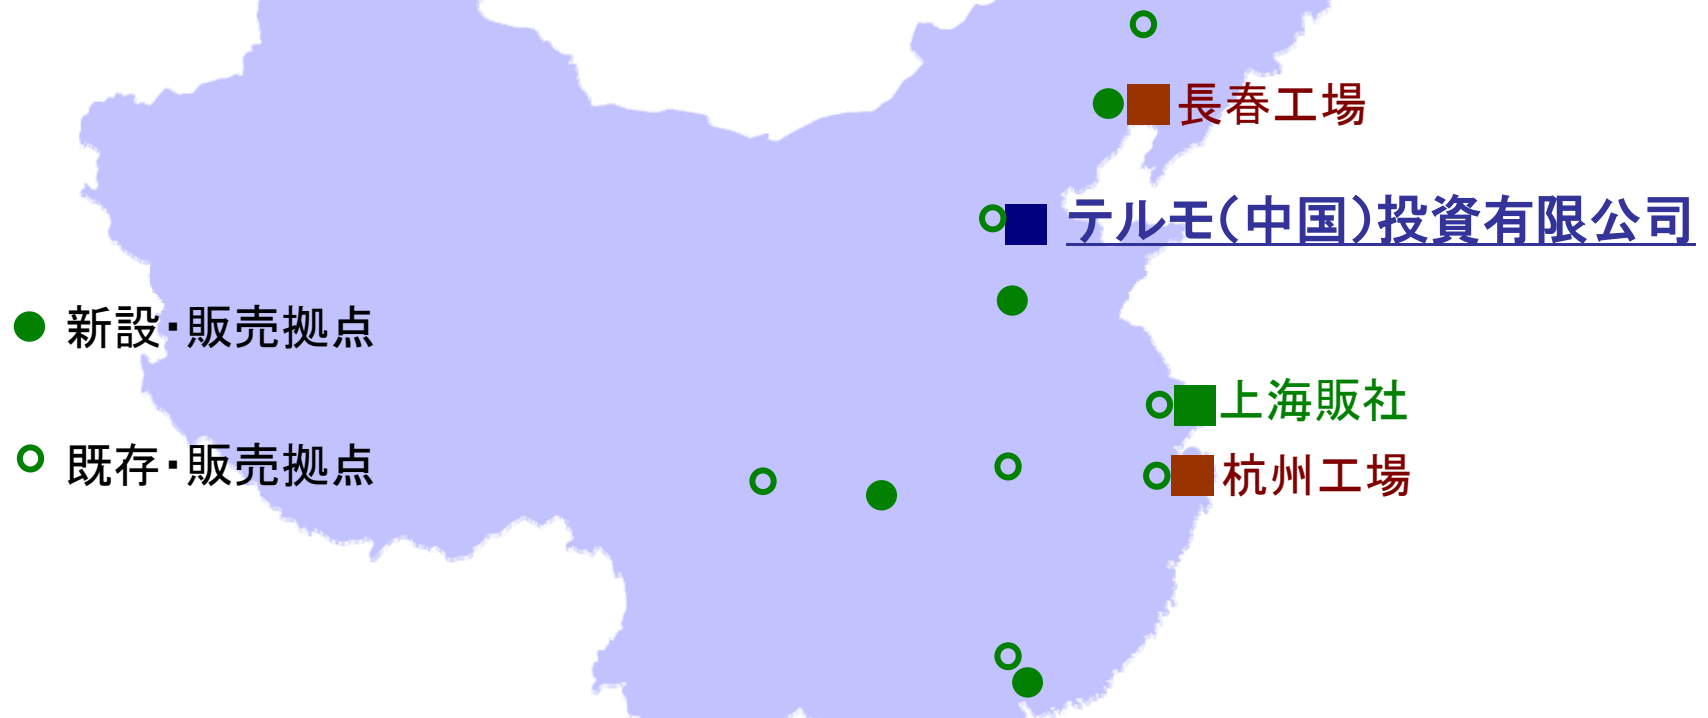 長春工場
テルモ（中国）投資有限公司
新設・販売拠点
上海販社
既存・販売拠点
杭州工場